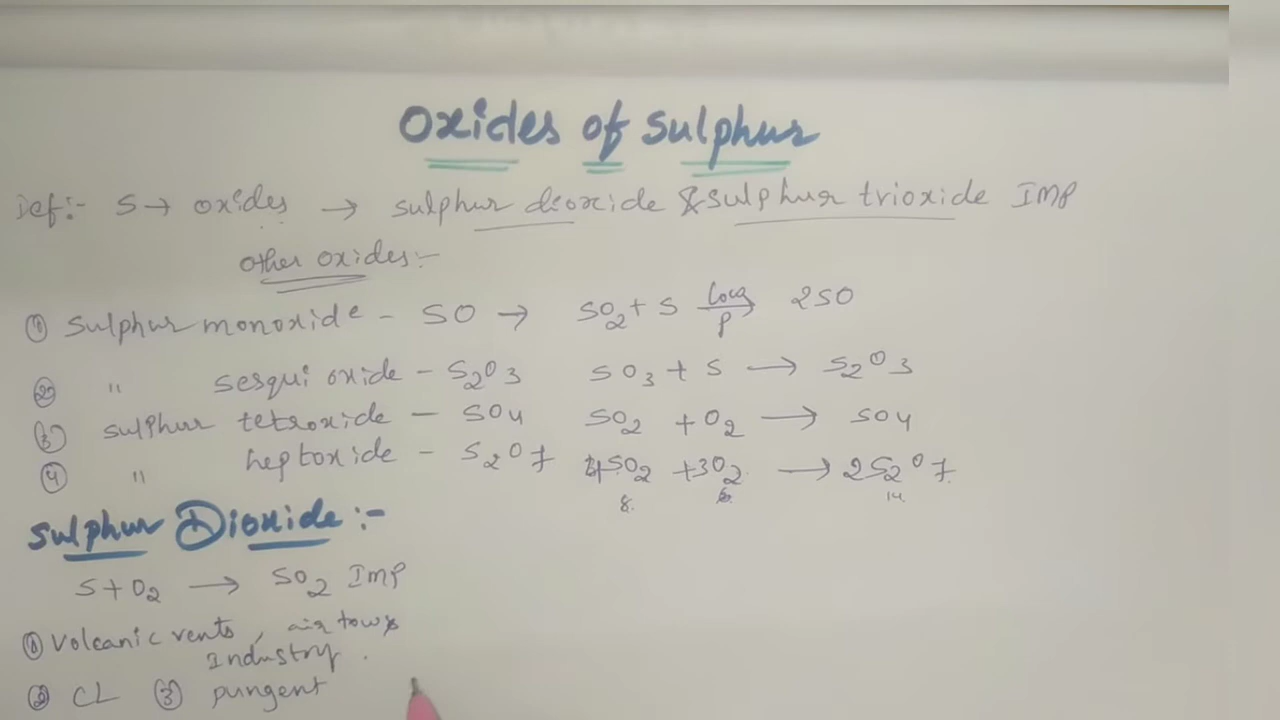 Oxides of Sulphur
Def:- S → oxides → sulphur dioxide & sulphur trioxide IMP
other oxides:-
① Sulphur monoxide - SO → SO2 + S → 2SO
② " sesqui oxide - S2O3 SO3 + S → S2O3
③ sulphur tetroxide - SO4 SO2 + O2 → SO4
④ " heptoxide - S2O7 4SO2 + 3O2 → 2S2O7
8. 6. 14.
Sulphur Dioxide:-
S + O2 → SO2 Imp
① Volcanic vents, air
Industry.
② CL ③ pungent